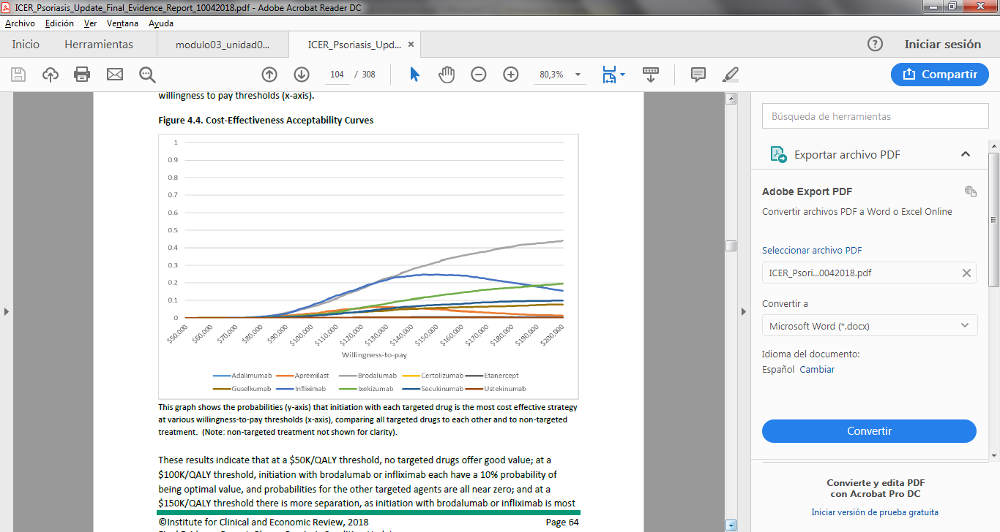 ICER_Psoriasis_Update_Final_Evidence_Report_10042018.pdf - Adobe Acrobat Reader DC
Archivo Edición Ver Ventana Ayuda
Inicio Herramientas modulo03_unidad0... ICER_Psoriasis_Upd... × ? Iniciar sesión
104 / 308 80,3% Compartir
willingness to pay thresholds (x-axis).
Figure 4.4. Cost-Effectiveness Acceptability Curves
1
0.9
0.8
0.7
0.6
0.5
0.4
0.3
0.2
0.1
0
$50,000 $60,000 $70,000 $80,000 $90,000 $100,000 $110,000 $120,000 $130,000 $140,000 $150,000 $160,000 $170,000 $180,000 $190,000 $200,000
Willingness-to-pay
Adalimumab Apremilast Brodalumab Certolizumab Etanercept
Guselkumab Infliximab Ixekizumab Secukinumab Ustekinumab
This graph shows the probabilities (y-axis) that initiation with each targeted drug is the most cost effective strategy
at various willingness-to-pay thresholds (x-axis), comparing all targeted drugs to each other and to non-targeted
treatment. (Note: non-targeted treatment not shown for clarity).
These results indicate that at a $50K/QALY threshold, no targeted drugs offer good value; at a
$100K/QALY threshold, initiation with brodalumab or infliximab each have a 10% probability of
being optimal value, and probabilities for the other targeted agents are all near zero; and at a
$150K/QALY threshold there is more separation, as initiation with brodalumab or infliximab is most
©Institute for Clinical and Economic Review, 2018 Page 64
Búsqueda de herramientas
Exportar archivo PDF
Adobe Export PDF
Convertir archivos PDF a Word o Excel Online
Seleccionar archivo PDF
ICER_Psori...0042018.pdf
Convertir a
Microsoft Word (*.docx)
Idioma del documento:
Español Cambiar
Convertir
Convierte y edita PDF
con Acrobat Pro DC
Iniciar versión de prueba gratuita